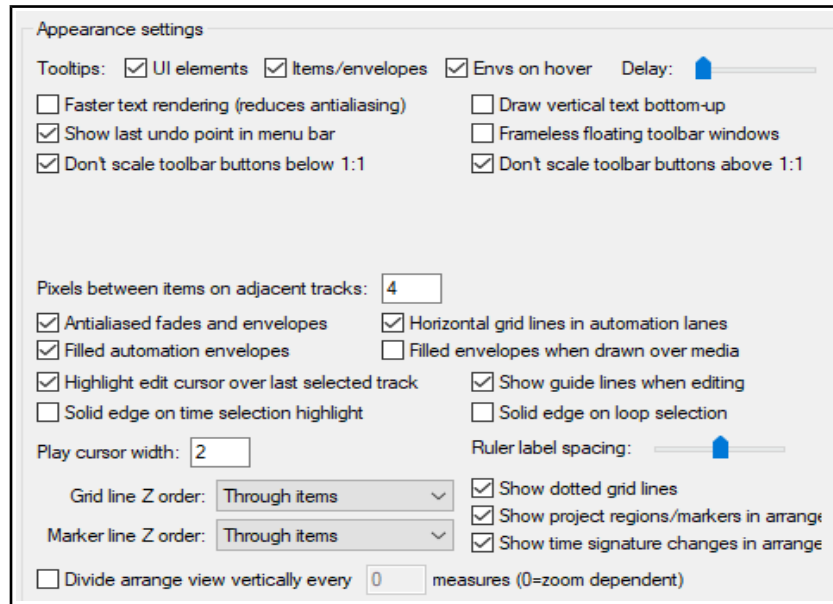 Appearance settings
Tooltips: UI elements Items/envelopes Envs on hover Delay:
Faster text rendering (reduces antialiasing) Draw vertical text bottom-up
Show last undo point in menu bar Frameless floating toolbar windows
Don't scale toolbar buttons below 1:1 Don't scale toolbar buttons above 1:1
Pixels between items on adjacent tracks: 4
Antialiased fades and envelopes Horizontal grid lines in automation lanes
Filled automation envelopes Filled envelopes when drawn over media
Highlight edit cursor over last selected track Show guide lines when editing
Solid edge on time selection highlight Solid edge on loop selection
Play cursor width: 2 Ruler label spacing:
Grid line Z order: Through items Show dotted grid lines
Show project regions/markers in arrange
Marker line Z order: Through items
Show time signature changes in arrange
Divide arrange view vertically every 0 measures (0=zoom dependent)